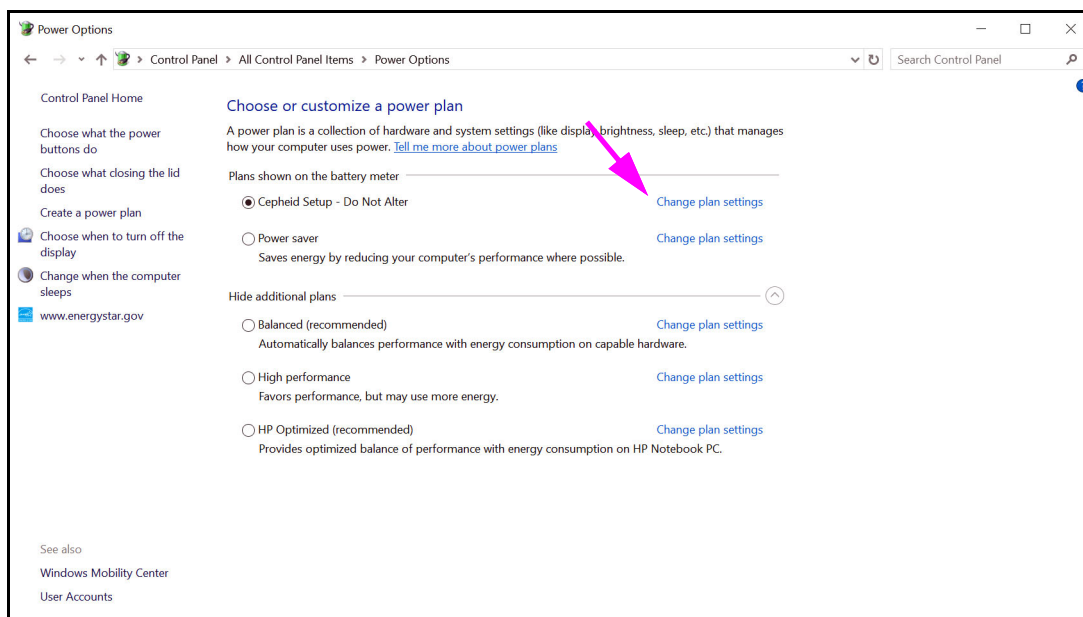 Power Options
Control Panel > All Control Panel Items > Power Options
Search Control Panel
Control Panel Home
Choose what the power
buttons do
Choose what closing the lid
does
Create a power plan
Choose when to turn off the
display
Change when the computer
sleeps
www.energystar.gov
Choose or customize a power plan
A power plan is a collection of hardware and system settings (like display brightness, sleep, etc.) that manages
how your computer uses power. Tell me more about power plans
Plans shown on the battery meter
Cepheid Setup - Do Not Alter Change plan settings
Power saver Change plan settings
Saves energy by reducing your computer's performance where possible.
Hide additional plans
Balanced (recommended) Change plan settings
Automatically balances performance with energy consumption on capable hardware.
High performance Change plan settings
Favors performance, but may use more energy.
HP Optimized (recommended) Change plan settings
Provides optimized balance of performance with energy consumption on HP Notebook PC.
See also
Windows Mobility Center
User Accounts